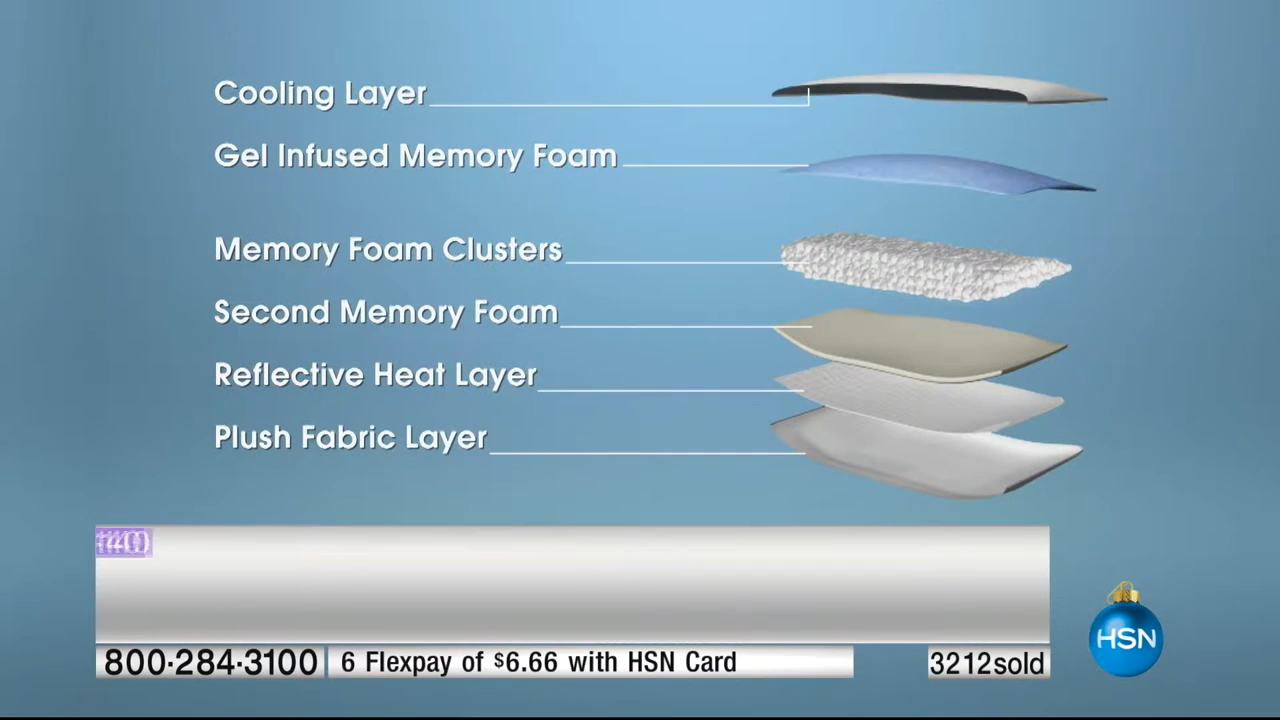 Cooling Layer
Gel Infused Memory Foam
Memory Foam Clusters
Second Memory Foam
Reflective Heat Layer
Plush Fabric Layer
800·284·3100 6 Flexpay of $6.66 with HSN Card 3212sold
HSN